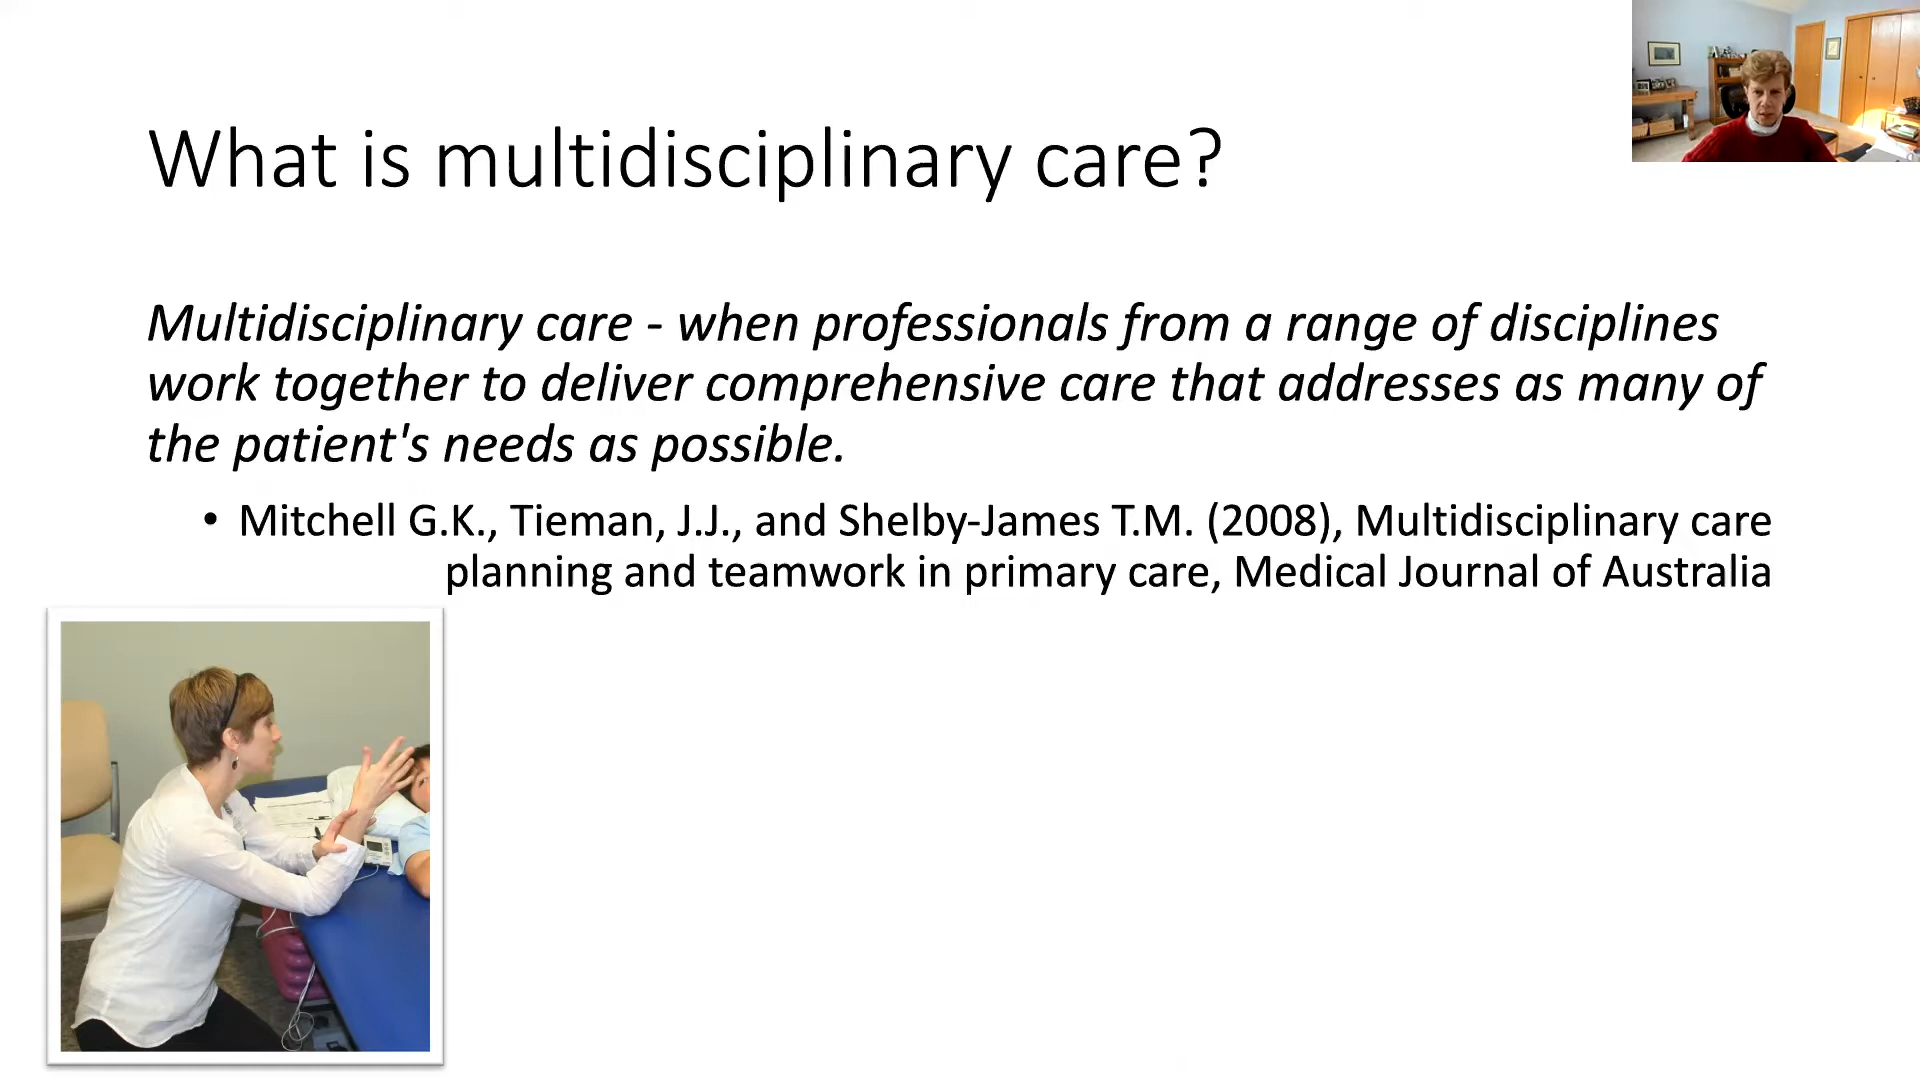 What is multidisciplinary care?
Multidisciplinary care - when professionals from a range of disciplines
work together to deliver comprehensive care that addresses as many of
the patient's needs as possible.
• Mitchell G.K., Tieman, J.J., and Shelby-James T.M. (2008), Multidisciplinary care
planning and teamwork in primary care, Medical Journal of Australia